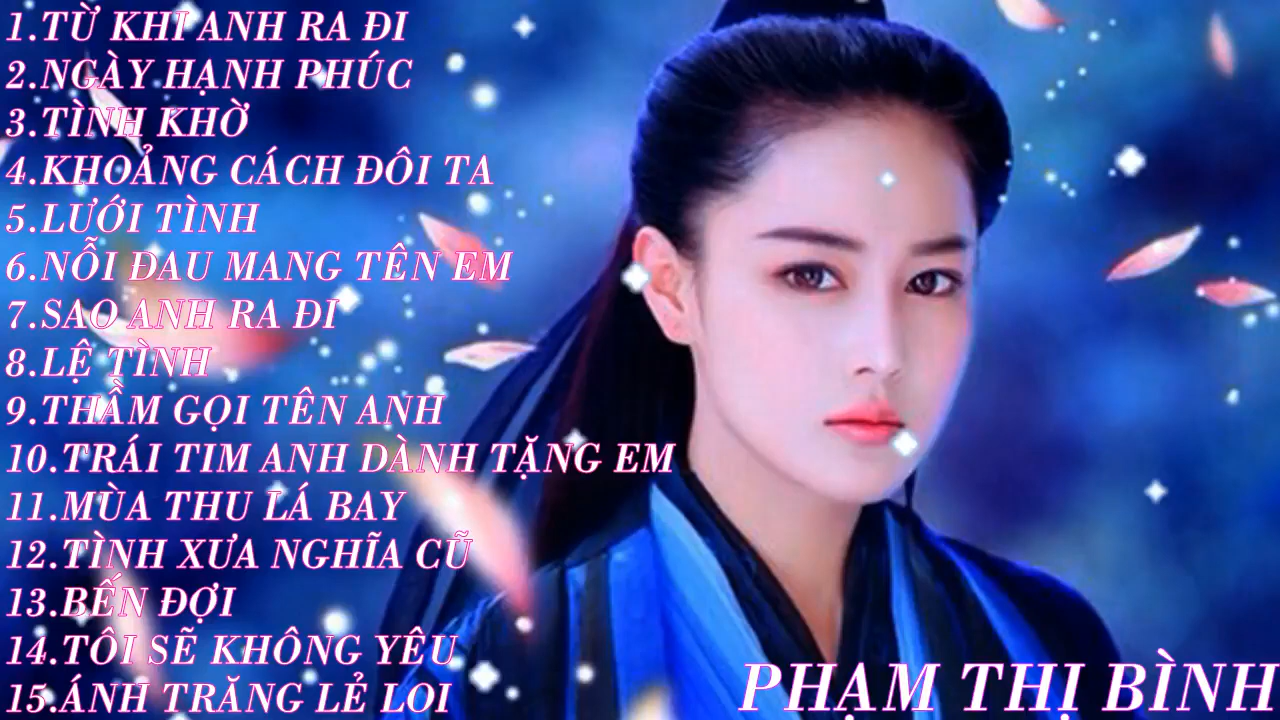 1.TỪ KHI ANH RA ĐI
2.NGÀY HẠNH PHÚC
3.TÌNH KHỜ
4.KHOẢNG CÁCH ĐÔI TA
5.LƯỚI TÌNH
6.NỖI ĐAU MANG TÊN EM
7.SAO ANH RA ĐI
8.LỆ TÌNH
9.THẦM GỌI TÊN ANH
10.TRÁI TIM ANH DÀNH TẶNG EM
11.MÙA THU LÁ BAY
12.TÌNH XƯA NGHĨA CŨ
13.BẾN ĐỢI
14.TÔI SẼ KHÔNG YÊU
15.ÁNH TRĂNG LẺ LOI
PHẠM THỊ BÌNH